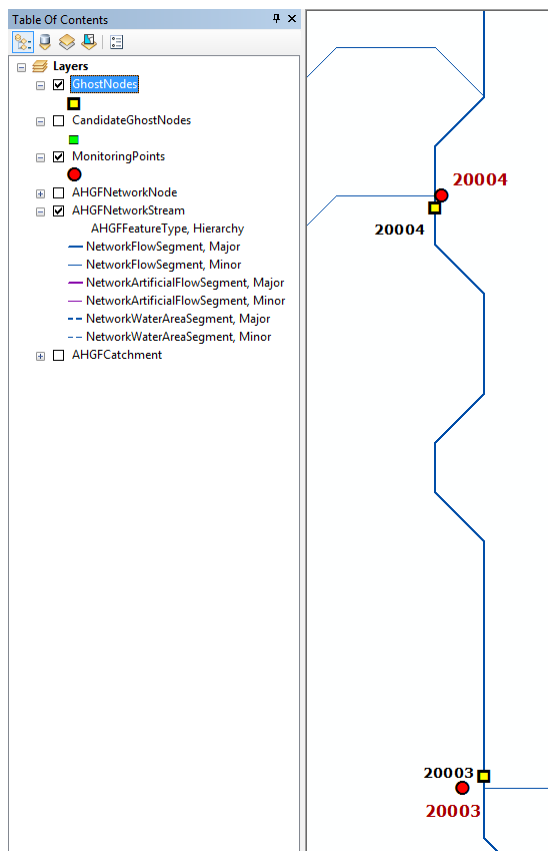 Table Of Contents
Layers
GhostNodes
CandidateGhostNodes
MonitoringPoints
AHGFNetworkNode
AHGFNetworkStream
AHGFFeatureType, Hierarchy
NetworkFlowSegment, Major
NetworkFlowSegment, Minor
NetworkArtificialFlowSegment, Major
NetworkArtificialFlowSegment, Minor
NetworkWaterAreaSegment, Major
NetworkWaterAreaSegment, Minor
AHGFCatchment
20004
20004
20003
20003